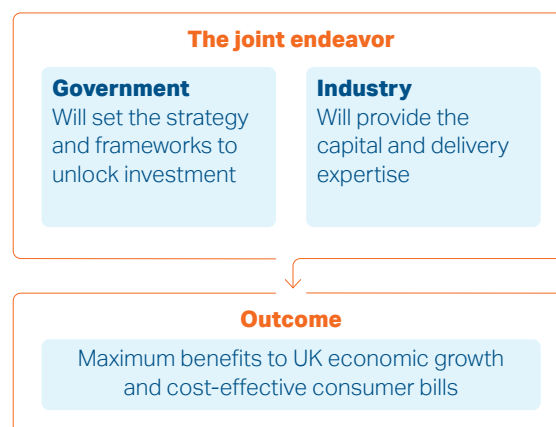 The joint endeavor
Government
Will set the strategy
and frameworks to
unlock investment
Industry
Will provide the
capital and delivery
expertise
Outcome
Maximum benefits to UK economic growth
and cost-effective consumer bills